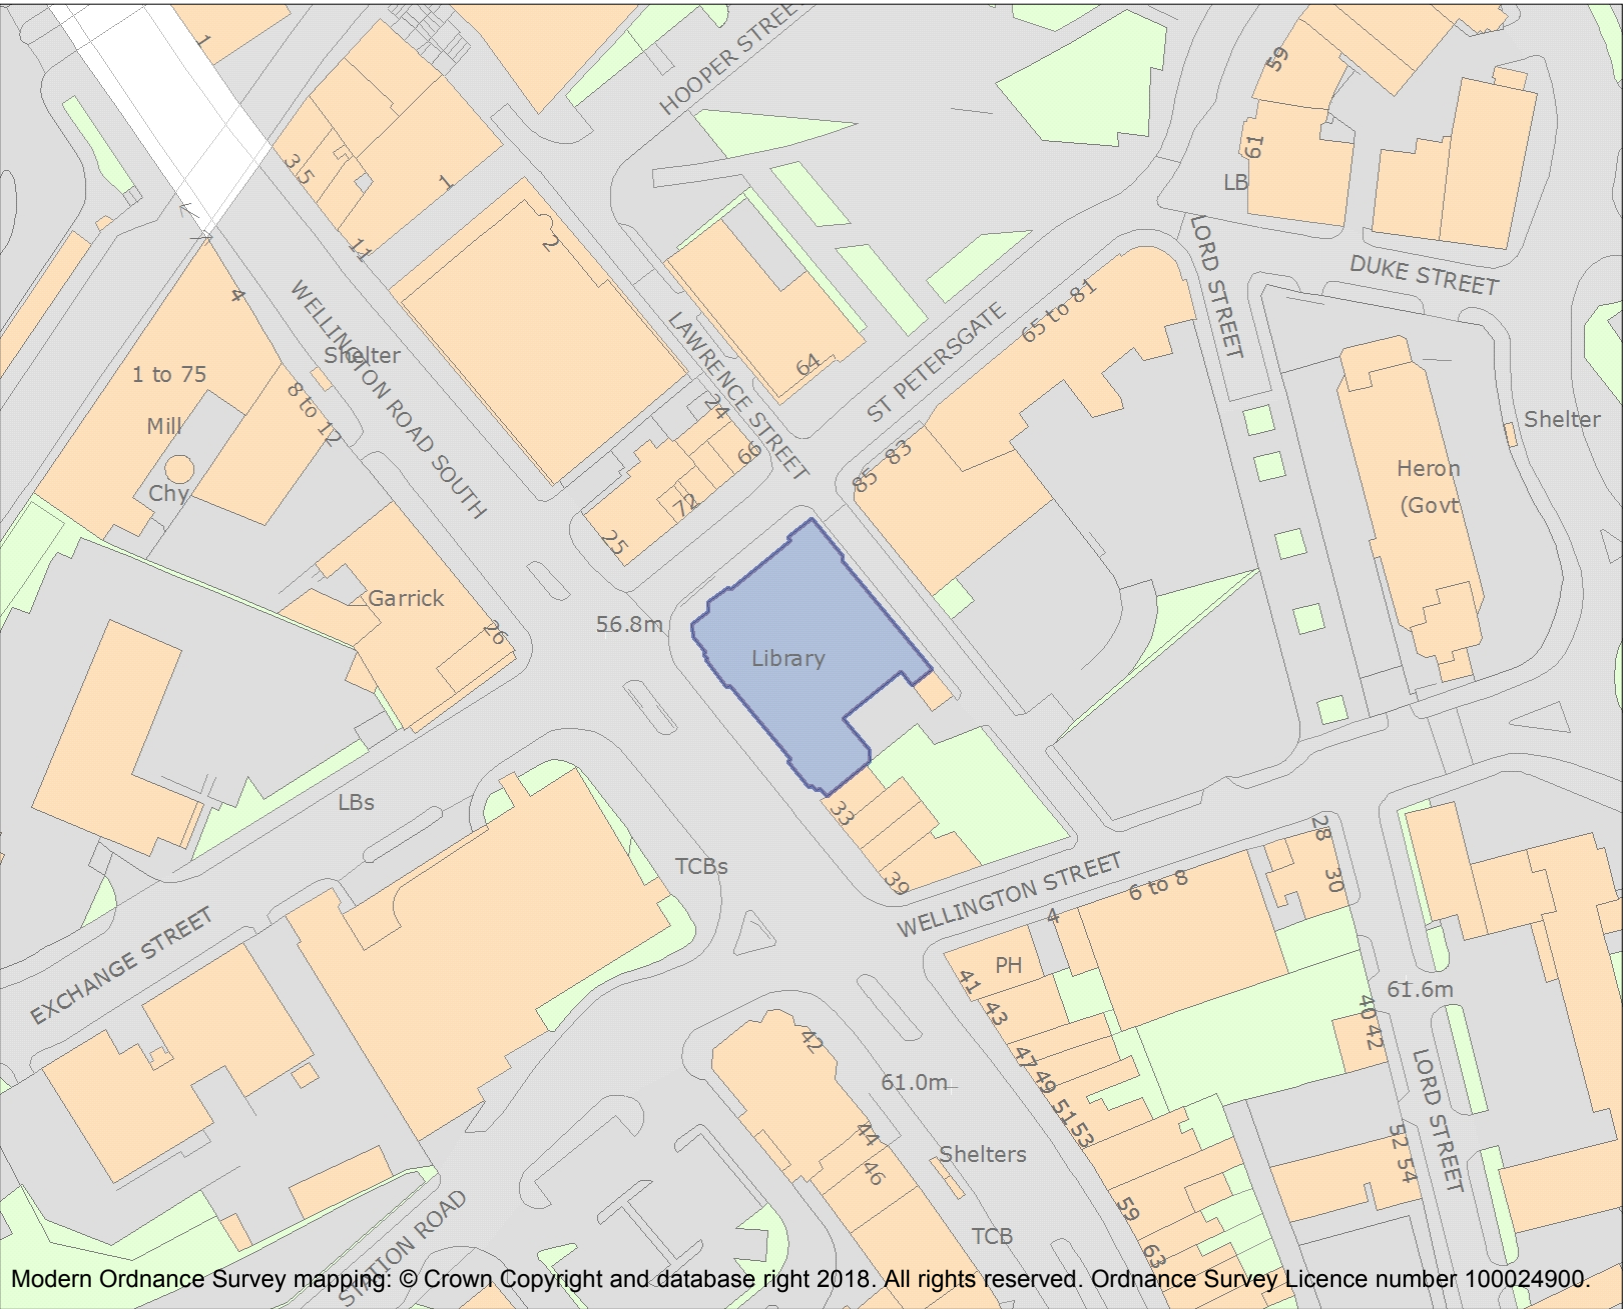 1
HOOPER STREET
59
3
5
1
61
LB
11
2
LORD STREET
DUKE STREET
4
WELLINGTON ROAD SOUTH
65 to 81
Shelter
LAWRENCE STREET
ST PETERSGATE
64
1 to 75
8 to 12
24
Shelter
Mill
66
83
Heron
85
Chy
72
(Govt
25
Garrick
26
56.8m
Library
LBs
33
28
TCBs
39
WELLINGTON STREET
6 to 8
30
4
EXCHANGE STREET
PH
41
61.6m
43
40
42
42
47
49
61.0m
51
53
LORD STREET
44
52
54
46
Shelters
59
STATION ROAD
TCB
63
Modern Ordnance Survey mapping: © Crown Copyright and database right 2018. All rights reserved. Ordnance Survey Licence number 100024900.